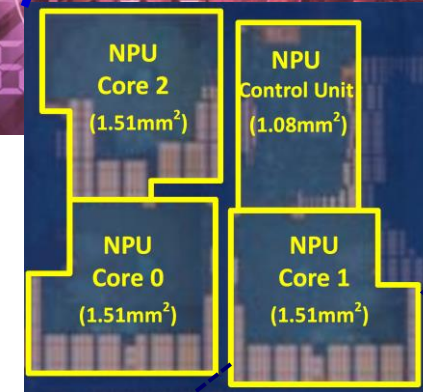 NPU
Core 2
(1.51mm²)
NPU
Control Unit
(1.08mm²)
NPU
Core 0
(1.51mm²)
NPU
Core 1
(1.51mm²)